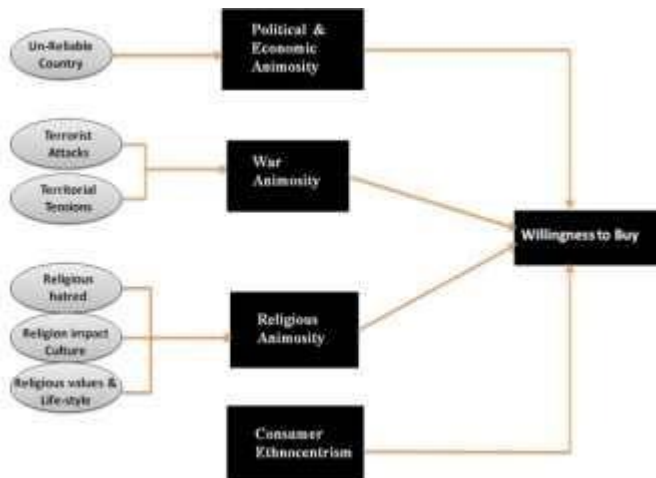 Un-Reliable
Country
Political &
Economic
Animosity
Terrorist
Attacks
Territorial
Tensions
War
Animosity
Willingness to Buy
Religious
hatred
Religion impact
Culture
Religious values &
Life-style
Religious
Animosity
Consumer
Ethnocentrism